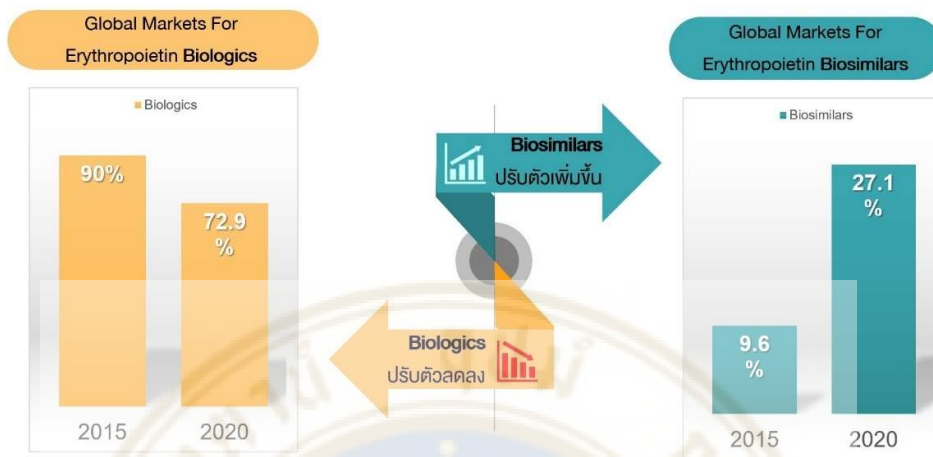 Global Markets For
Erythropoietin Biologics
Biologics
90%
72.9
%
2015 2020
Biosimilars
ปรับตัวเพิ่มขึ้น
Biologics
ปรับตัวลดลง
Global Markets For
Erythropoietin Biosimilars
Biosimilars
9.6
%
27.1
%
2015 2020